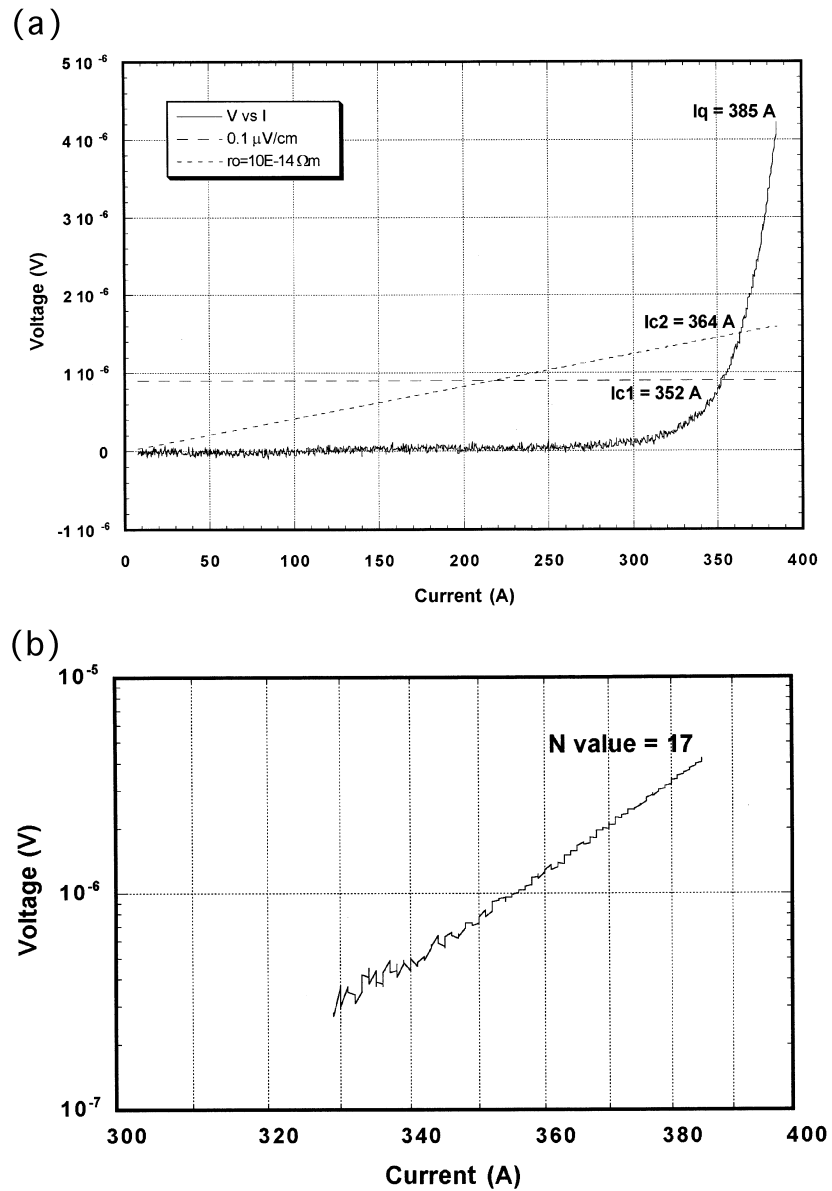 (a)
5 10⁻⁶
4 10⁻⁶
3 10⁻⁶
2 10⁻⁶
1 10⁻⁶
0
-1 10⁻⁶
Voltage (V)
V vs I
0.1 µV/cm
ro=10E-14 Ωm
Iq = 385 A
Ic2 = 364 A
Ic1 = 352 A
0 50 100 150 200 250 300 350 400
Current (A)
(b)
10⁻⁵
10⁻⁶
10⁻⁷
Voltage (V)
N value = 17
300 320 340 360 380 400
Current (A)